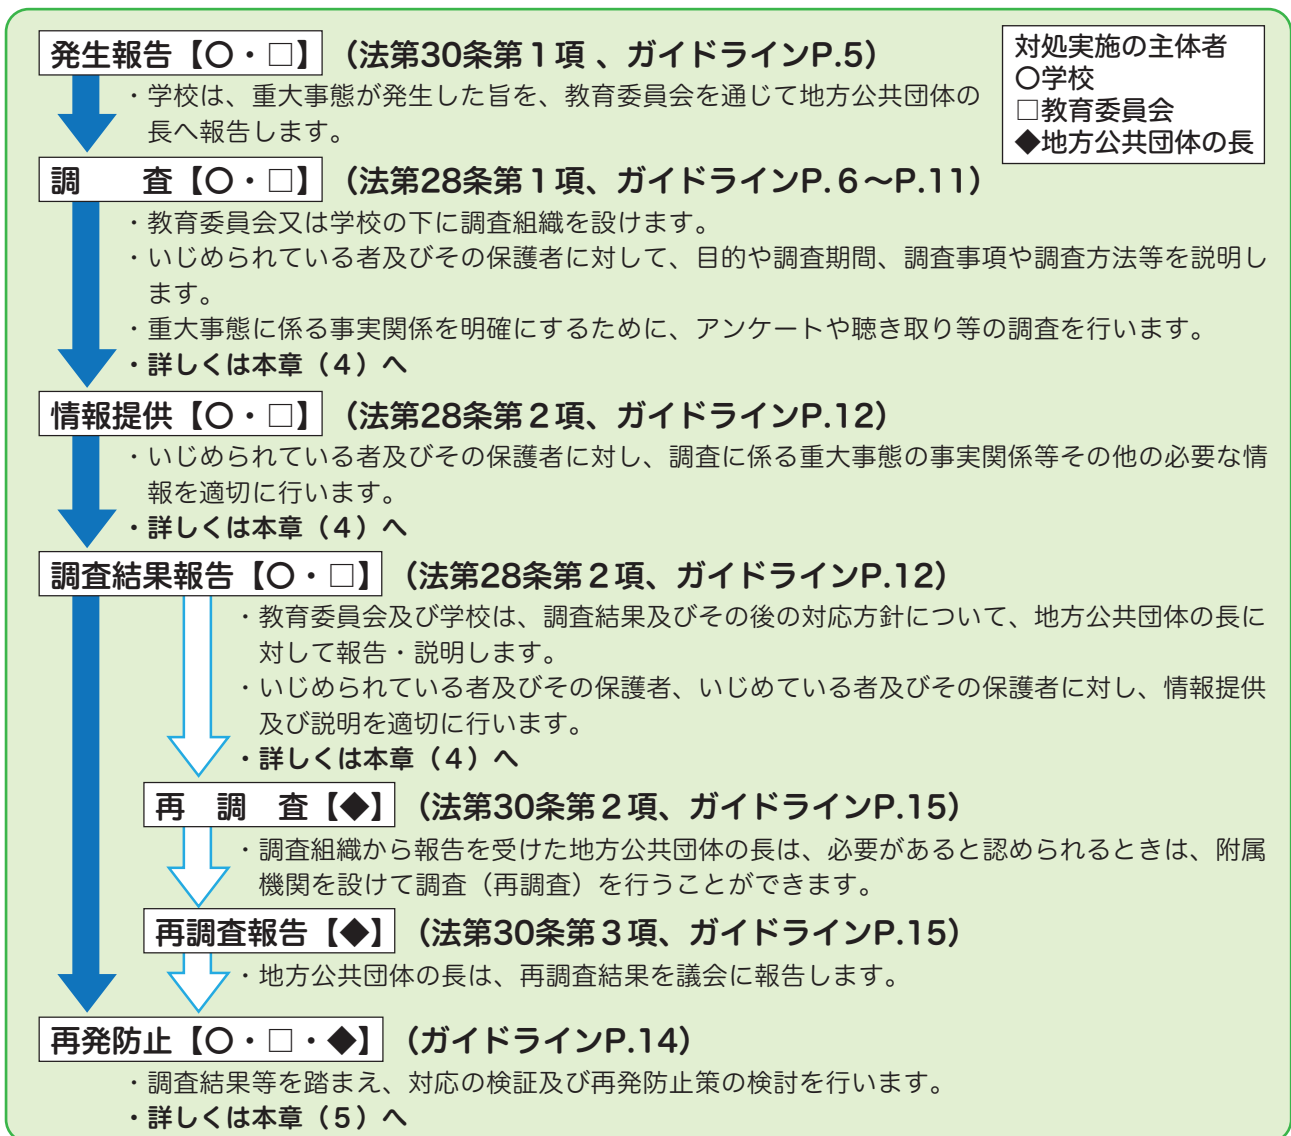 発生報告【〇・□】（法第30条第１項 、ガイドラインP.5）
・学校は、重大事態が発生した旨を、教育委員会を通じて地方公共団体の
長へ報告します。
対処実施の主体者
〇学校
□教育委員会
◆地方公共団体の長
調　　査【〇・□】（法第28条第１項、ガイドラインP.６～P.11）
・教育委員会又は学校の下に調査組織を設けます。
・いじめられている者及びその保護者に対して、目的や調査期間、調査事項や調査方法等を説明し
ます。
・重大事態に係る事実関係を明確にするために、アンケートや聴き取り等の調査を行います。
・詳しくは本章（４）へ
情報提供【〇・□】（法第28条第２項、ガイドラインP.12）
・いじめられている者及びその保護者に対し、調査に係る重大事態の事実関係等その他の必要な情
報を適切に行います。
・詳しくは本章（４）へ
調査結果報告【〇・□】（法第28条第２項、ガイドラインP.12）
・教育委員会及び学校は、調査結果及びその後の対応方針について、地方公共団体の長に
対して報告・説明します。
・いじめられている者及びその保護者、いじめている者及びその保護者に対し、情報提供
及び説明を適切に行います。
・詳しくは本章（４）へ
再　調　査【◆】（法第30条第２項、ガイドラインP.15）
・調査組織から報告を受けた地方公共団体の長は、必要があると認められるときは、附属
機関を設けて調査（再調査）を行うことができます。
再調査報告【◆】（法第30条第３項、ガイドラインP.15）
・地方公共団体の長は、再調査結果を議会に報告します。
再発防止【〇・□・◆】（ガイドラインP.14）
・調査結果等を踏まえ、対応の検証及び再発防止策の検討を行います。
・詳しくは本章（５）へ